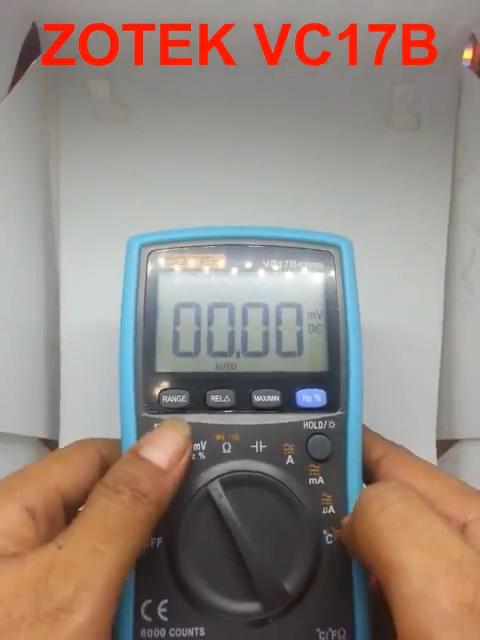 ZOTEK VC17B
VC17B+
00.00
mV
DC
AUTO
RANGE
REL△
MAX/MIN
Hz %
HOLD/☼
mV
Ω
A
mA
µA
°C
CE
6000 COUNTS
°C/°F